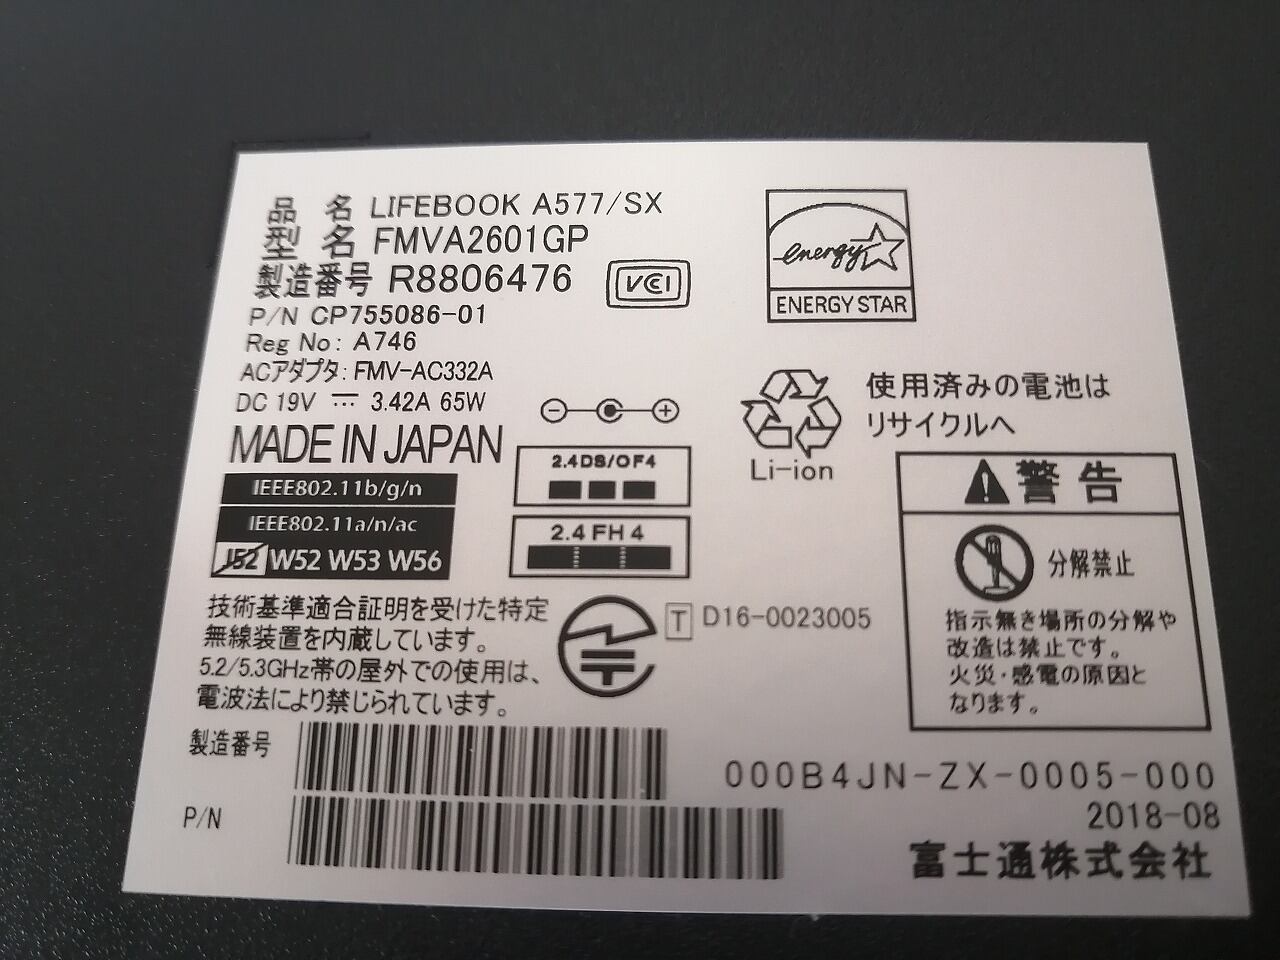 品 名 LIFEBOOK A577/SX
型 名 FMVA2601GP
製造番号 R8806476
VCI
P/N CP755086-01
Reg No: A746
ACアダプタ: FMV-AC332A
DC 19V ⎓ 3.42A 65W
MADE IN JAPAN
energy
ENERGY STAR
使用済みの電池は
リサイクルへ
Li-ion
2.4DS/OF4
2.4 FH 4
IEEE802.11b/g/n
IEEE802.11a/n/ac
J52 W52 W53 W56
警告
分解禁止
指示無き場所の分解や
改造は禁止です。
火災・感電の原因と
なります。
技術基準適合証明を受けた特定
無線装置を内蔵しています。
5.2/5.3GHz帯の屋外での使用は、
電波法により禁じられています。
T D16-0023005
製造番号
P/N
000B4JN-ZX-0005-000
2018-08
富士通株式会社